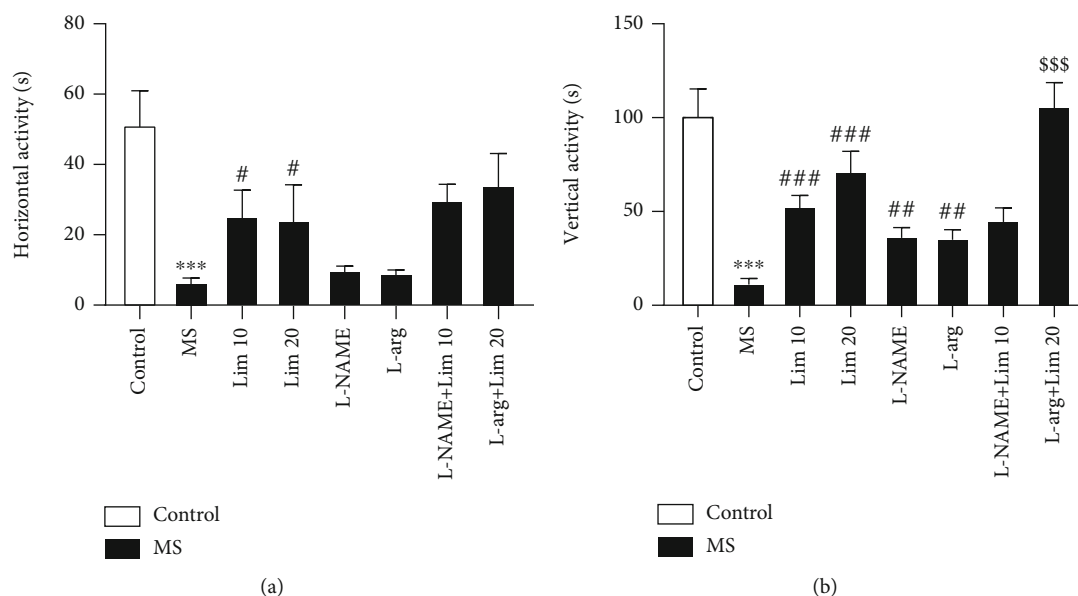 Horizontal activity (s)
80
60
40
20
0
***
#
#
Control
MS
Lim 10
Lim 20
L-NAME
L-arg
L-NAME+Lim 10
L-arg+Lim 20
Control
MS
(a)
Vertical activity (s)
150
100
50
0
***
###
###
##
##
$$$
Control
MS
Lim 10
Lim 20
L-NAME
L-arg
L-NAME+Lim 10
L-arg+Lim 20
Control
MS
(b)